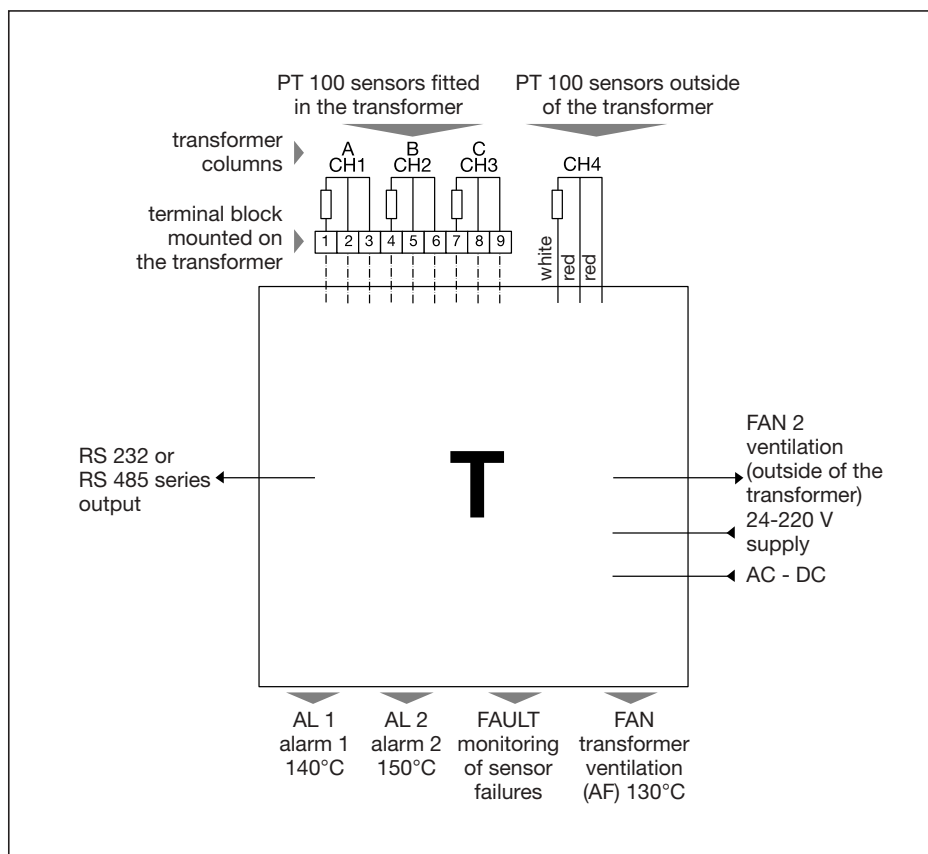 PT 100 sensors fitted
in the transformer
PT 100 sensors outside
of the transformer
transformer
columns
A
CH1
B
CH2
C
CH3
CH4
terminal block
mounted on
the transformer
1 2 3 4 5 6 7 8 9
white
red
red
RS 232 or
RS 485 series
output
T
FAN 2
ventilation
(outside of the
transformer)
24-220 V
supply
AC - DC
AL 1
alarm 1
140°C
AL 2
alarm 2
150°C
FAULT
monitoring
of sensor
failures
FAN
transformer
ventilation
(AF) 130°C